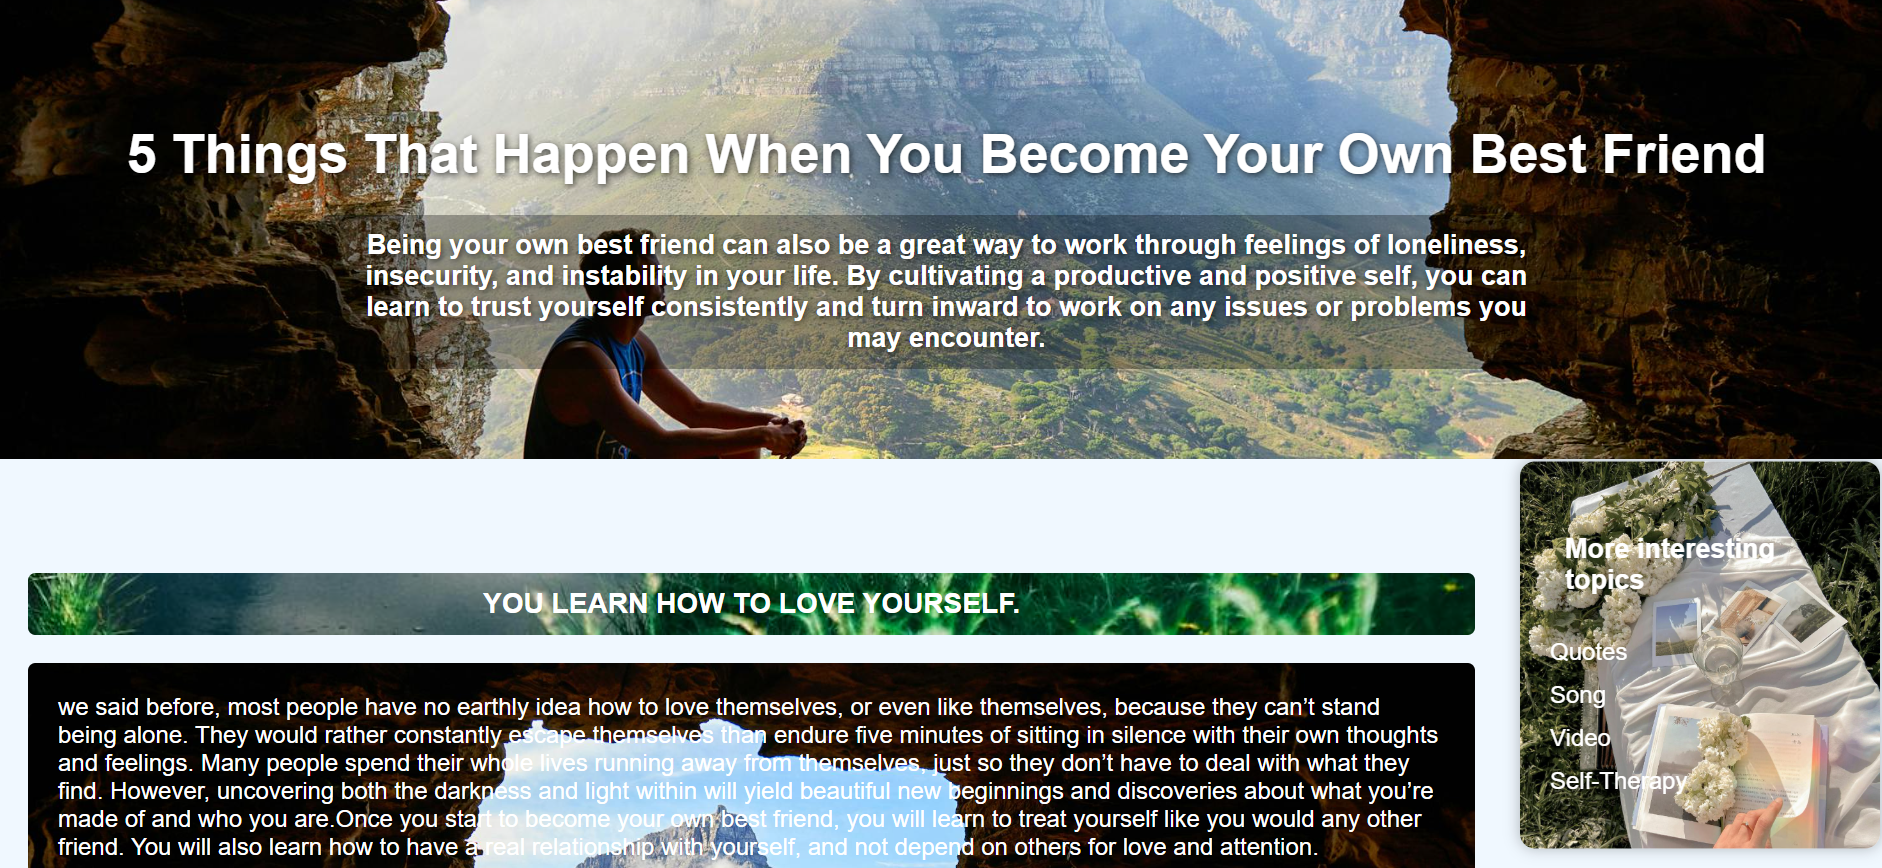 5 Things That Happen When You Become Your Own Best Friend
Being your own best friend can also be a great way to work through feelings of loneliness,
insecurity, and instability in your life. By cultivating a productive and positive self, you can
learn to trust yourself consistently and turn inward to work on any issues or problems you
may encounter.
YOU LEARN HOW TO LOVE YOURSELF.
we said before, most people have no earthly idea how to love themselves, or even like themselves, because they can’t stand
being alone. They would rather constantly escape themselves than endure five minutes of sitting in silence with their own thoughts
and feelings. Many people spend their whole lives running away from themselves, just so they don’t have to deal with what they
find. However, uncovering both the darkness and light within will yield beautiful new beginnings and discoveries about what you’re
made of and who you are.Once you start to become your own best friend, you will learn to treat yourself like you would any other
friend. You will also learn how to have a real relationship with yourself, and not depend on others for love and attention.
More interesting
topics
Quotes
Song
Video
Self-Therapy